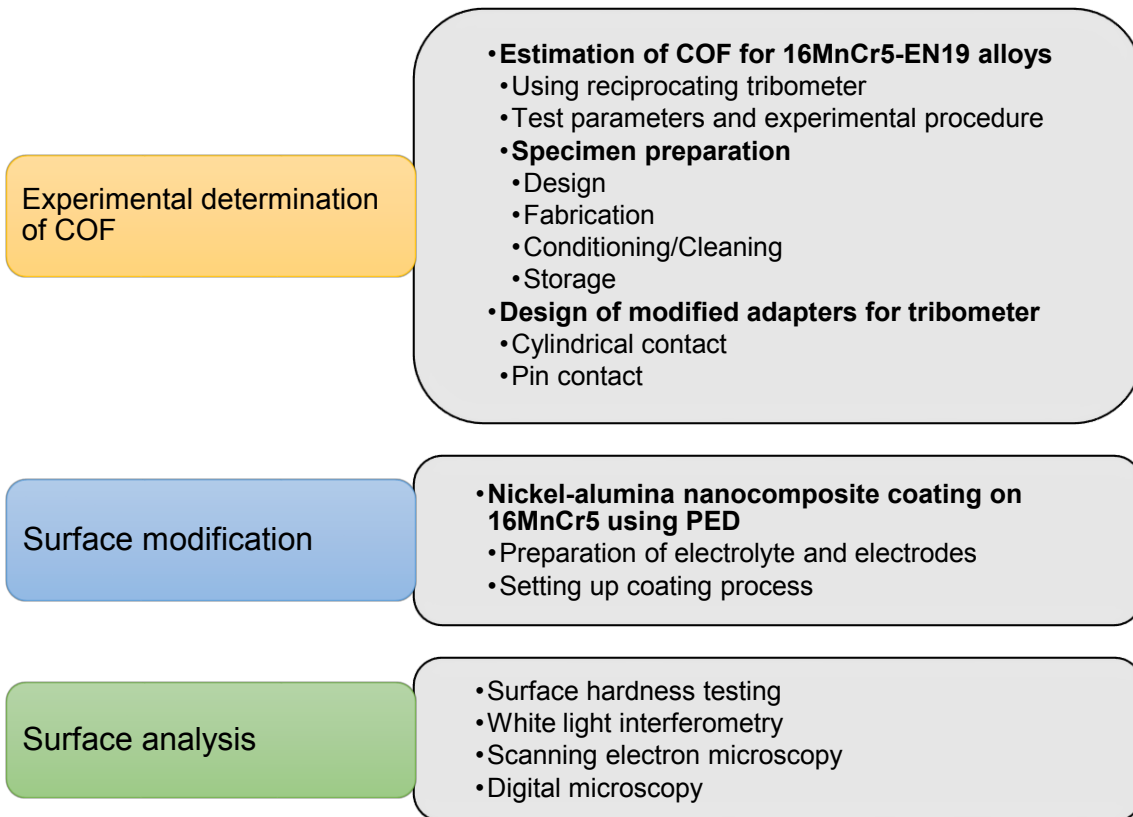 Experimental determination
of COF
•Estimation of COF for 16MnCr5-EN19 alloys
•Using reciprocating tribometer
•Test parameters and experimental procedure
•Specimen preparation
•Design
•Fabrication
•Conditioning/Cleaning
•Storage
•Design of modified adapters for tribometer
•Cylindrical contact
•Pin contact
Surface modification
•Nickel-alumina nanocomposite coating on
16MnCr5 using PED
•Preparation of electrolyte and electrodes
•Setting up coating process
Surface analysis
•Surface hardness testing
•White light interferometry
•Scanning electron microscopy
•Digital microscopy